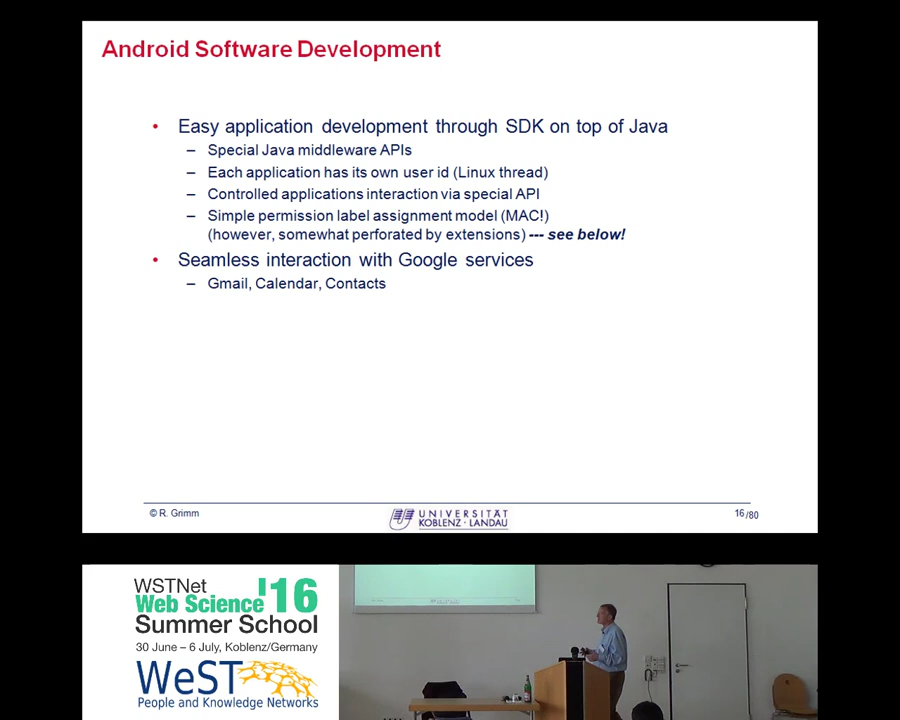 Android Software Development
• Easy application development through SDK on top of Java
– Special Java middleware APIs
– Each application has its own user id (Linux thread)
– Controlled applications interaction via special API
– Simple permission label assignment model (MAC!)
(however, somewhat perforated by extensions) --- see below!
• Seamless interaction with Google services
– Gmail, Calendar, Contacts
© R. Grimm
UNIVERSITÄT
KOBLENZ · LANDAU
16/80
WSTNet
Web Science '16
Summer School
30 June – 6 July, Koblenz/Germany
WeST
People and Knowledge Networks